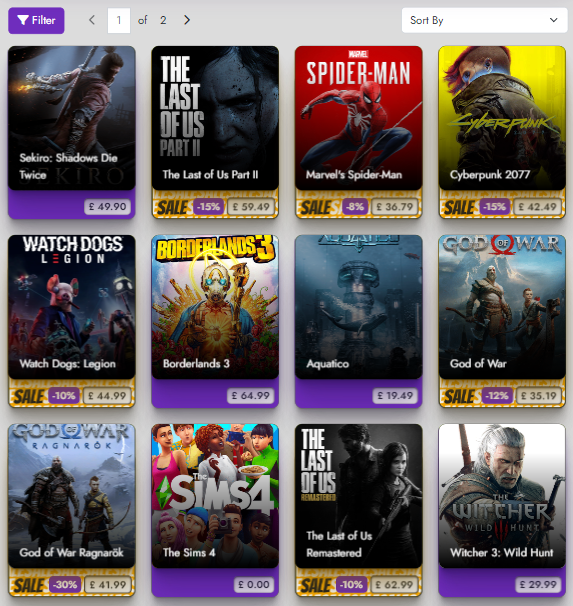 Filter
1 of 2
Sort By
SEKIRO
Sekiro: Shadows Die
Twice
£ 49.90
THE
LAST
OF US
PART II
The Last of Us Part II
SALE -15% £ 59.49
MARVEL
SPIDER-MAN
Marvel's Spider-Man
SALE -8% £ 36.79
CYBERPUNK
Cyberpunk 2077
SALE -15% £ 42.49
WATCH DOGS
LEGION
Watch Dogs: Legion
SALE -10% £ 44.99
BORDERLANDS 3
Borderlands 3
£ 64.99
Aquatico
£ 19.49
GOD OF WAR
God of War
SALE -12% £ 35.19
GOD OF WAR
RAGNARÖK
God of War Ragnarök
SALE -30% £ 41.99
The
SiMS4
The Sims 4
£ 0.00
THE
LAST
OF US
REMASTERED
The Last of Us
Remastered
SALE -10% £ 62.99
THE
WITCHER
WILD HUNT
Witcher 3: Wild Hunt
£ 29.99